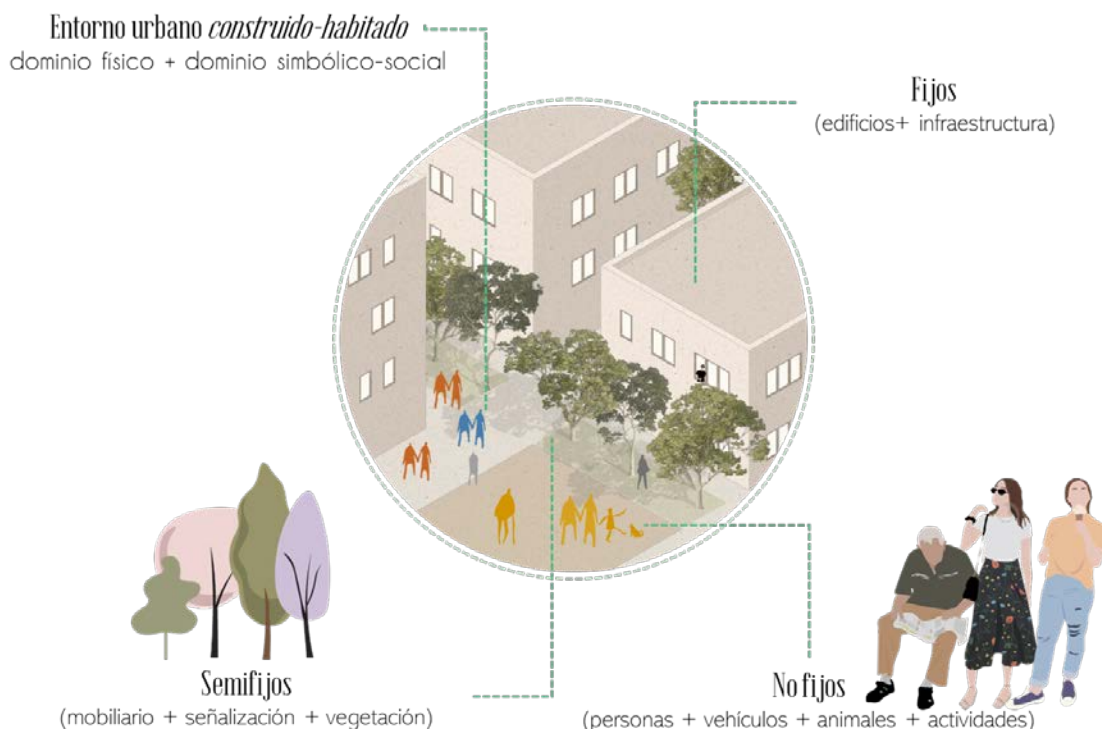 Entorno urbano construido-habitado
dominio físico + dominio simbólico-social
Fijos
(edificios+ infraestructura)
Semifijos
(mobiliario + señalización + vegetación)
No fijos
(personas + vehículos + animales + actividades)